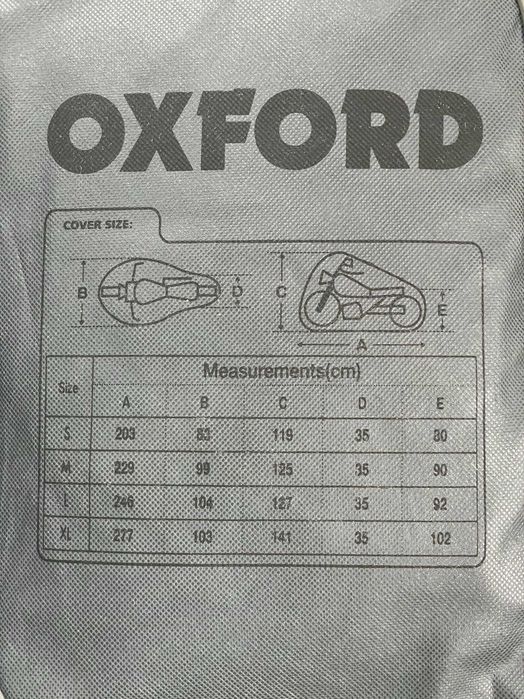 OXFORD
COVER SIZE:
B D C E
A
Size Measurements(cm)
A B C D E
S 203 83 119 35 80
M 229 99 125 35 90
L 246 104 127 35 92
XL 277 103 141 35 102